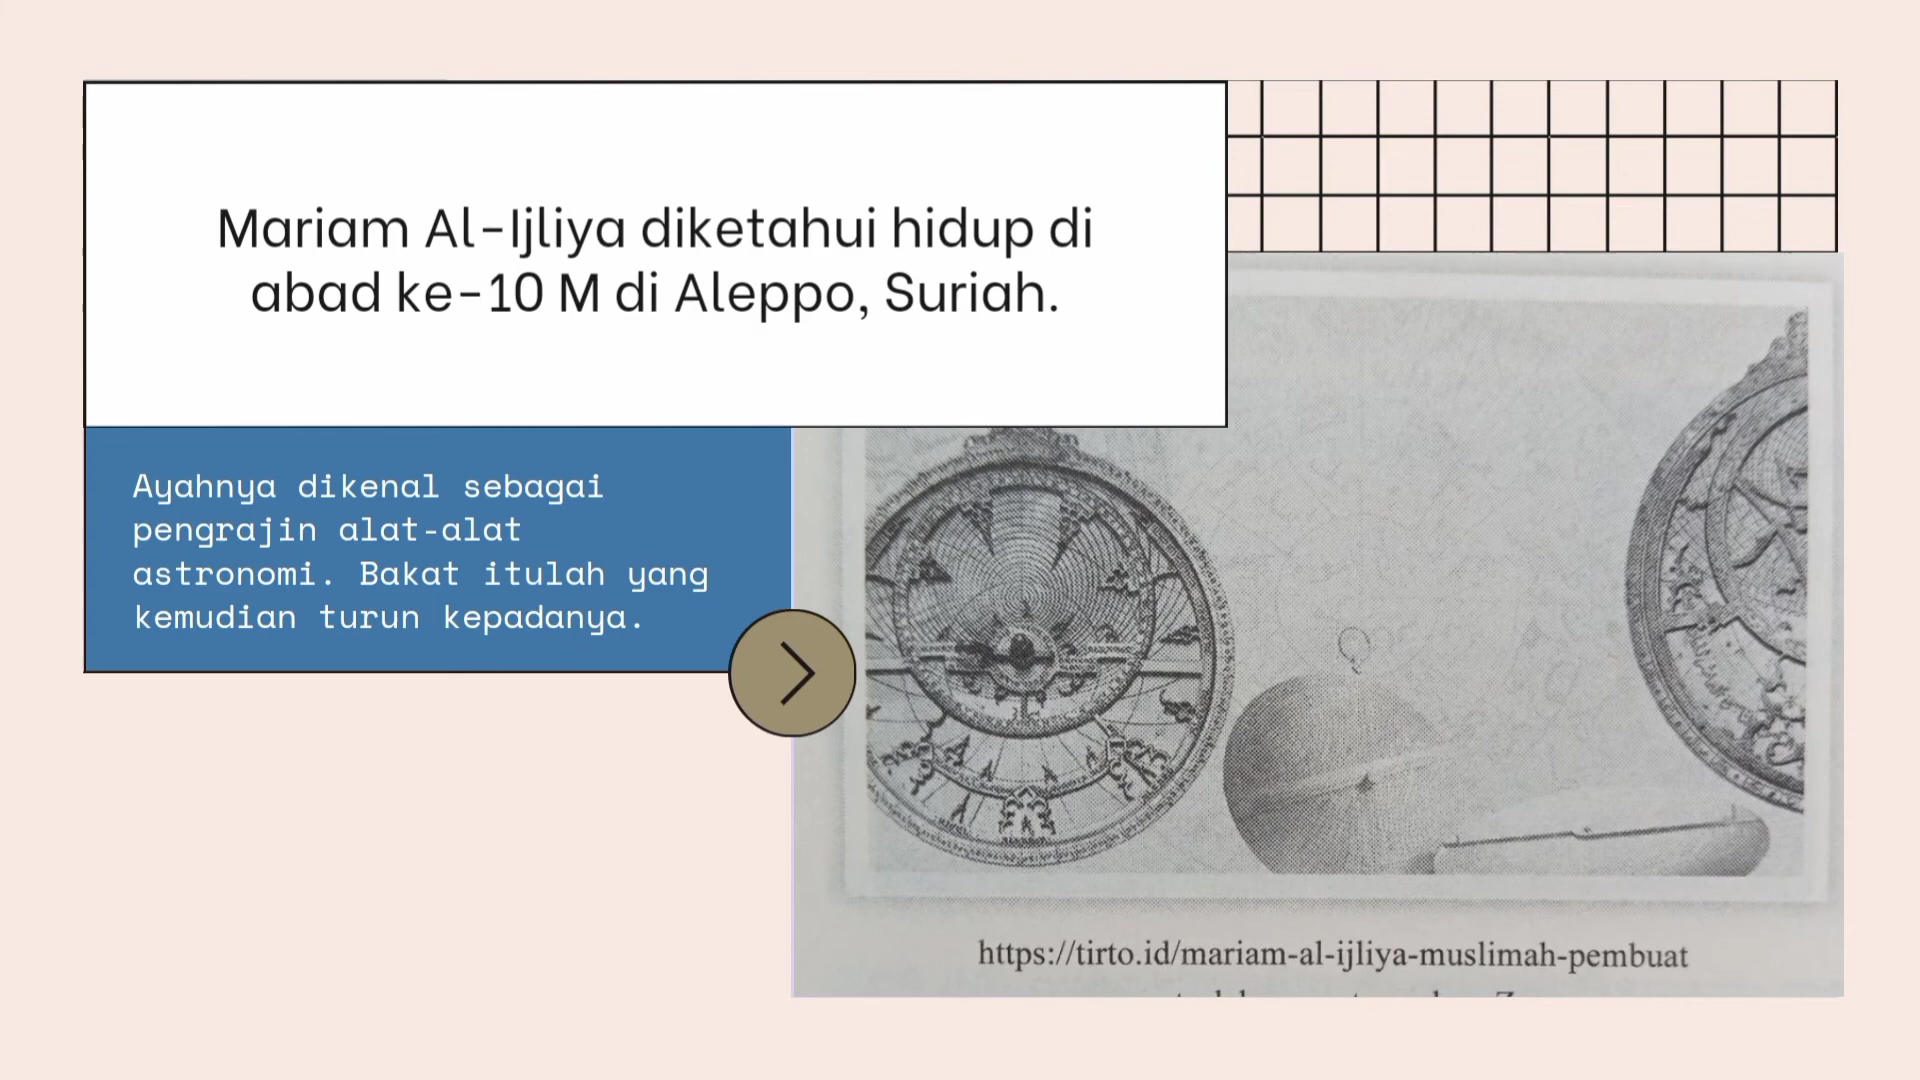 Mariam Al-Ijliya diketahui hidup di
abad ke-10 M di Aleppo, Suriah.
Ayahnya dikenal sebagai
pengrajin alat-alat
astronomi. Bakat itulah yang
kemudian turun kepadanya.
https://tirto.id/mariam-al-ijliya-muslimah-pembuat